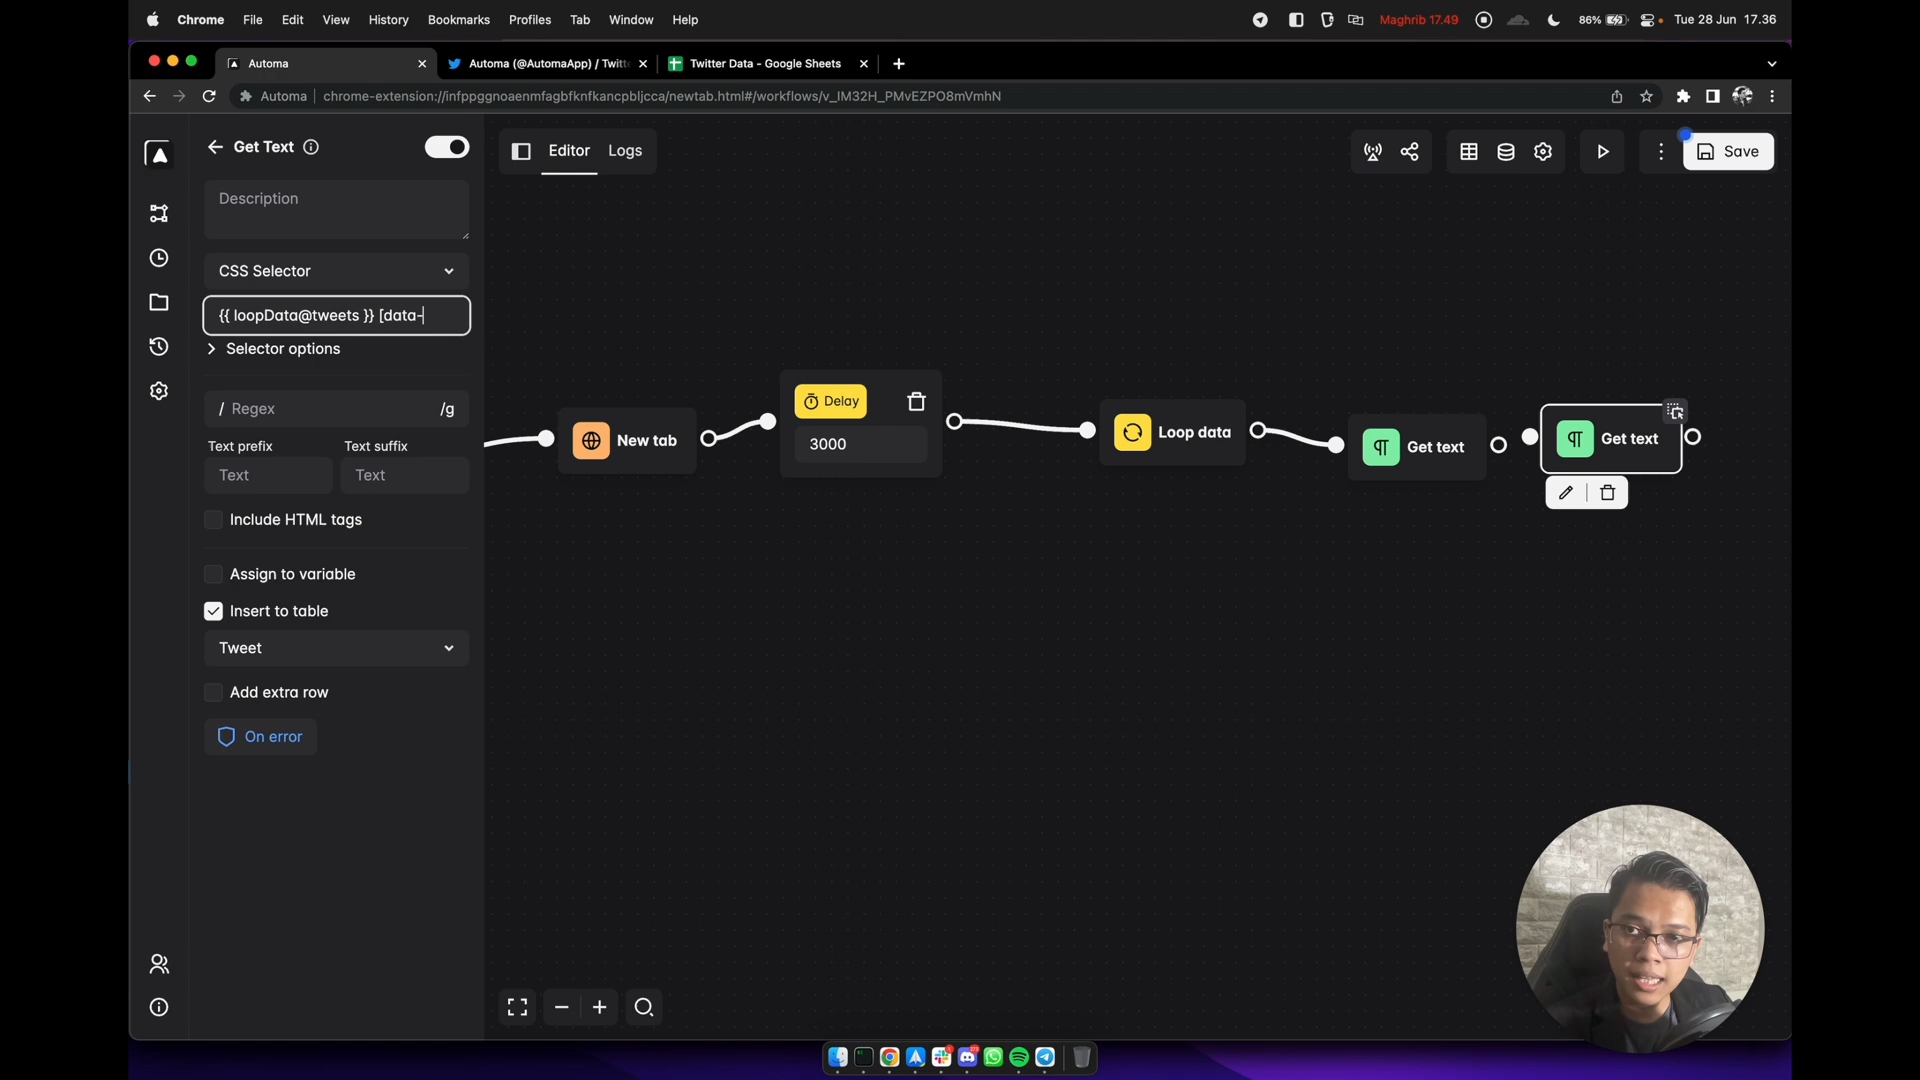 Chrome File Edit View History Bookmarks Profiles Tab Window Help Maghrib 17.49 86% Tue 28 Jun 17.36
Automa Automa (@AutomaApp) / Twitte Twitter Data - Google Sheets
Automa chrome-extension://infppggnoaenmfagbfknfkancpbljcca/newtab.html#/workflows/v_IM32H_PMvEZPO8mVmhN
Get Text Editor Logs Save
Description
CSS Selector
{{ loopData@tweets }} [data-
Selector options
/ Regex /g
Text prefix Text suffix
Text Text
Include HTML tags
Assign to variable
Insert to table
Tweet
Add extra row
On error
New tab
Delay
3000
Loop data
Get text
Get text